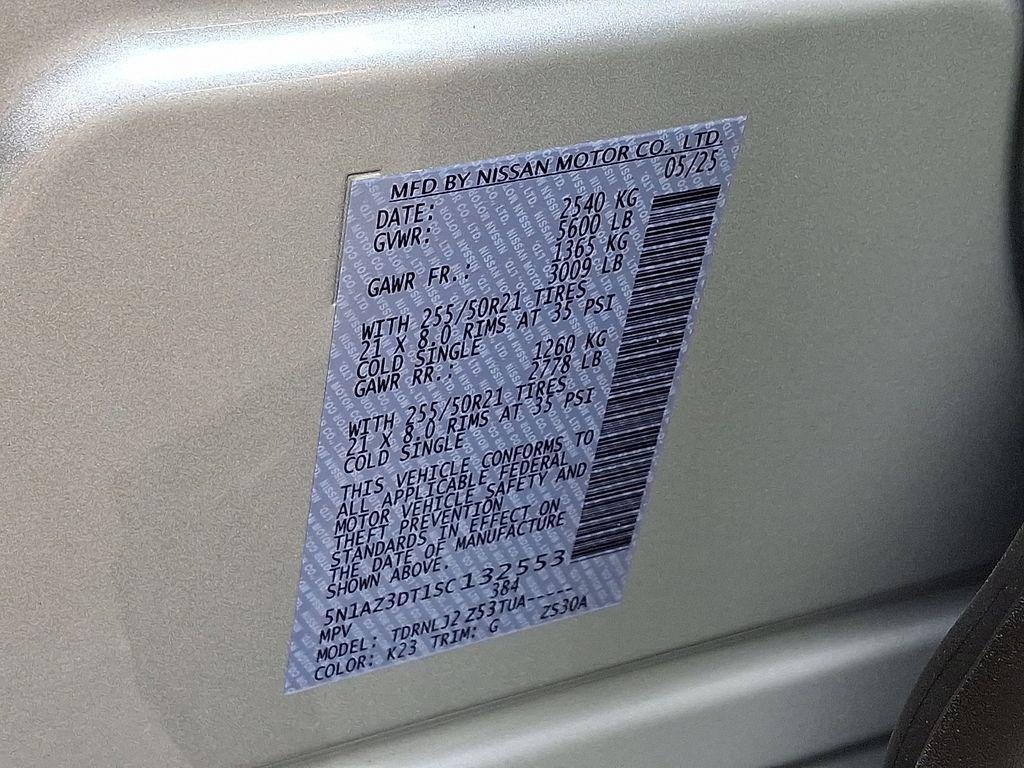 MFD BY NISSAN MOTOR CO., LTD.
DATE: 05/25
GVWR: 2540 KG
5600 LB
GAWR FR.: 1365 KG
3009 LB
WITH 255/50R21 TIRES
21 X 8.0 RIMS AT 35 PSI
COLD SINGLE
GAWR RR.: 1260 KG
2778 LB
WITH 255/50R21 TIRES
21 X 8.0 RIMS AT 35 PSI
COLD SINGLE
THIS VEHICLE CONFORMS TO
ALL APPLICABLE FEDERAL
MOTOR VEHICLE SAFETY AND
THEFT PREVENTION
STANDARDS IN EFFECT ON
THE DATE OF MANUFACTURE
SHOWN ABOVE.
5N1AZ3DT1SC132553
MPV 384
MODEL: TDRNLJ2 Z53TUA-----
COLOR: K23 TRIM: G ZS30A